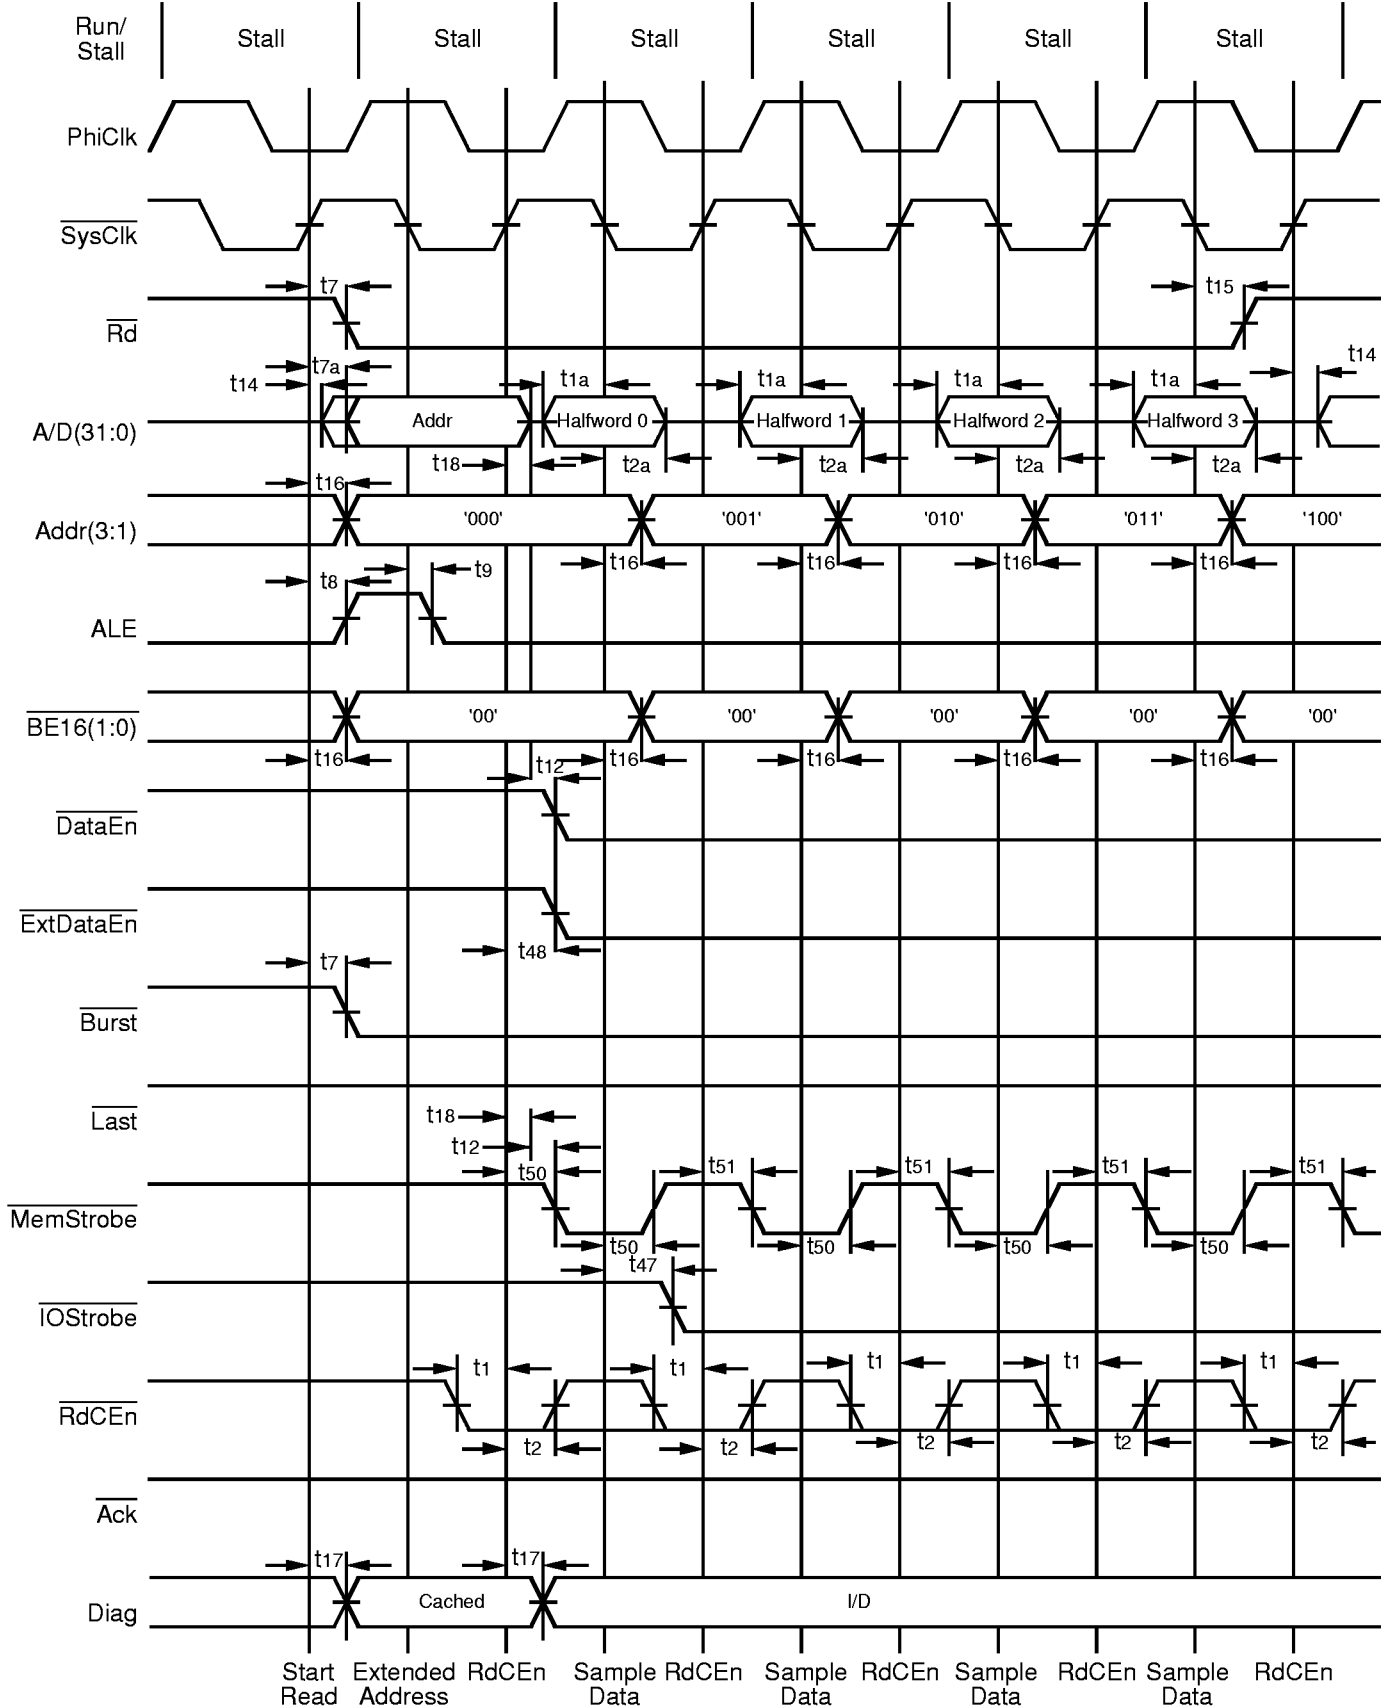 Run/
Stall
Stall Stall Stall Stall Stall Stall
PhiClk
SysClk
t7 t15
Rd
t7a t14
t14 t1a t1a t1a t1a
A/D(31:0) Addr Halfword 0 Halfword 1 Halfword 2 Halfword 3
t18 t2a t2a t2a t2a
t16
Addr(3:1) '000' '001' '010' '011' '100'
t16 t16 t16 t16
t8 t9
ALE
BE16(1:0) '00' '00' '00' '00' '00'
t16 t16 t16 t16 t16
t12
DataEn
ExtDataEn
t48
t7
Burst
Last
t18
t12
t50 t51 t51 t51 t51
MemStrobe
t50 t50 t50 t50
t47
IOStrobe
t1 t1 t1 t1 t1
RdCEn
t2 t2 t2 t2 t2
Ack
t17 t17
Diag Cached I/D
Start Extended RdCEn Sample RdCEn Sample RdCEn Sample RdCEn Sample RdCEn
Read Address Data Data Data Data